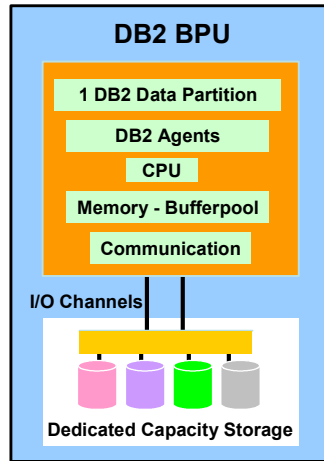 DB2 BPU
1 DB2 Data Partition
DB2 Agents
CPU
Memory - Bufferpool
Communication
I/O Channels
Dedicated Capacity Storage